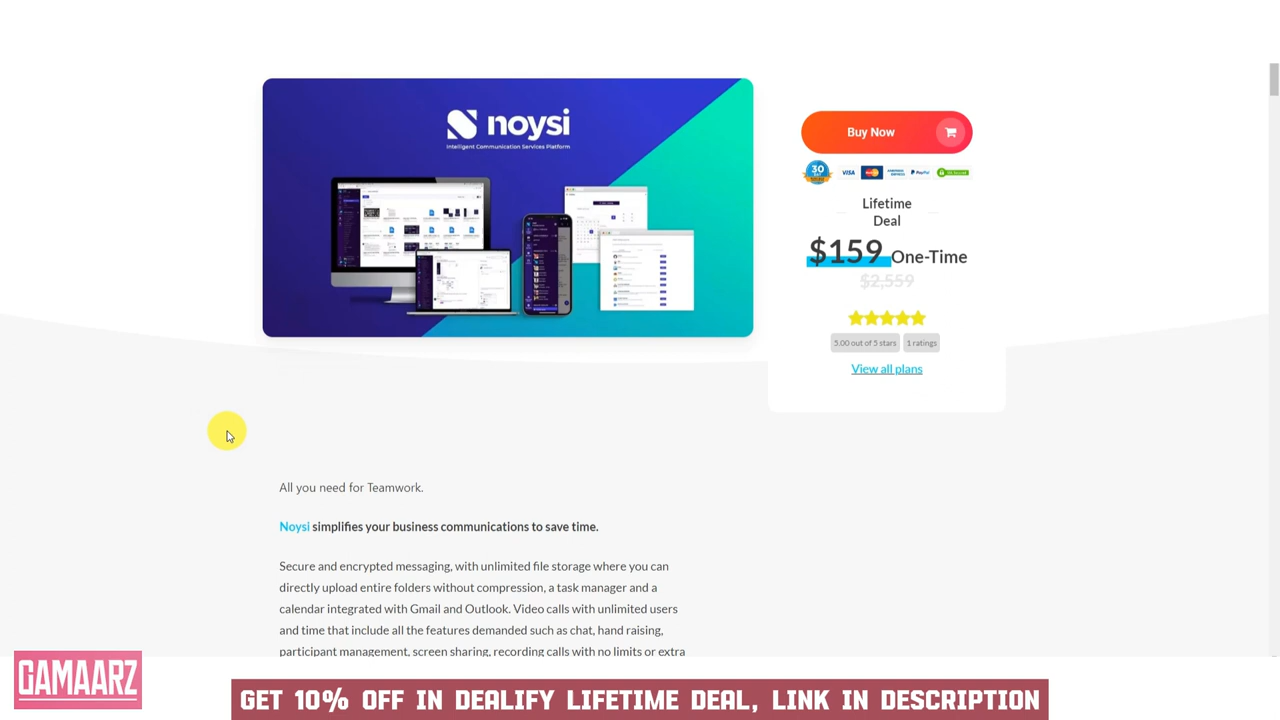 noysi
Intelligent Communication Services Platform
Buy Now
30
VISA
PayPal
Lifetime
Deal
$159 One-Time
$2,559
5.00 out of 5 stars 1 ratings
View all plans
All you need for Teamwork.
Noysi simplifies your business communications to save time.
Secure and encrypted messaging, with unlimited file storage where you can
directly upload entire folders without compression, a task manager and a
calendar integrated with Gmail and Outlook. Video calls with unlimited users
and time that include all the features demanded such as chat, hand raising,
participant management, screen sharing, recording calls with no limits or extra
GAMAARZ
GET 10% OFF IN DEALIFY LIFETIME DEAL, LINK IN DESCRIPTION